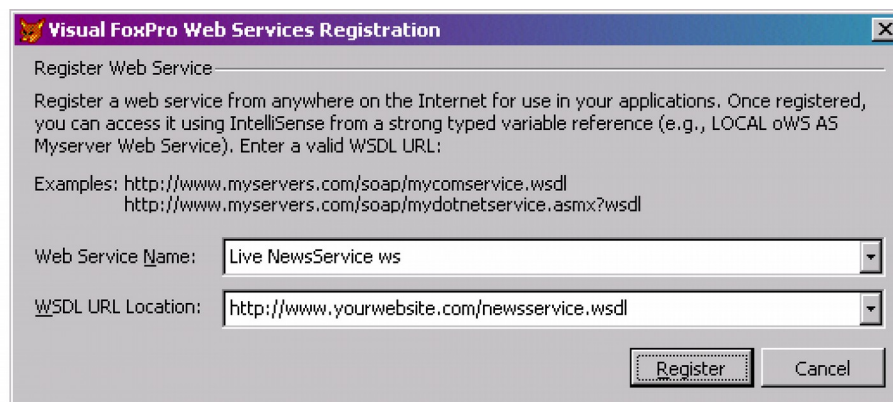 Visual FoxPro Web Services Registration
Register Web Service
Register a web service from anywhere on the Internet for use in your applications. Once registered,
you can access it using IntelliSense from a strong typed variable reference (e.g., LOCAL oWS AS
Myserver Web Service). Enter a valid WSDL URL:
Examples: http://www.myservers.com/soap/mycomservice.wsdl
http://www.myservers.com/soap/mydotnetservice.asmx?wsdl
Web Service Name: Live NewsService ws
WSDL URL Location: http://www.yourwebsite.com/newsservice.wsdl
Register Cancel